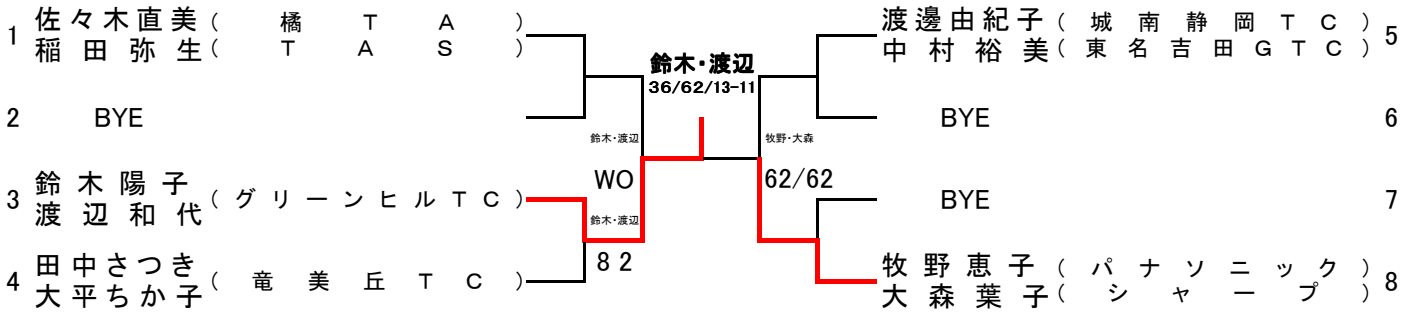 1 佐々木直美(橘TA)
稲田弥生(TAS)
2 BYE
3 鈴木陽子
渡辺和代(グリーンヒルTC)
4 田中さつき
大平ちか子(竜美丘TC)
鈴木・渡辺
36/62/13-11
鈴木・渡辺
WO
鈴木・渡辺
82
牧野・大森
62/62
渡邊由紀子(城南静岡TC) 5
中村裕美(東名吉田GTC)
BYE 6
BYE 7
牧野恵子(パナソニック) 8
大森葉子(シャープ)